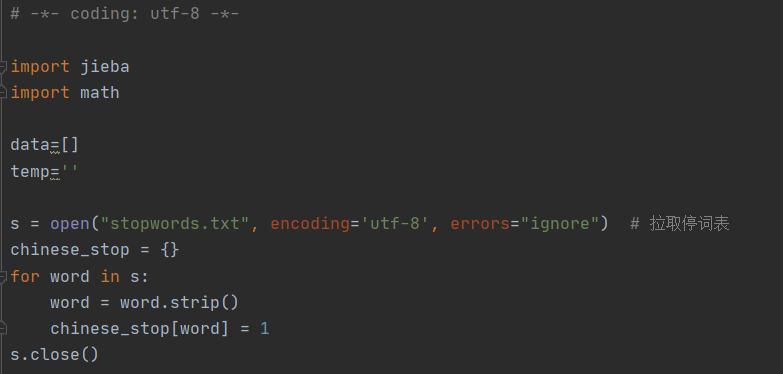 # -*- coding: utf-8 -*-
import jieba
import math
data=[]
temp=''
s = open("stopwords.txt", encoding='utf-8', errors="ignore")  # 拉取停词表
chinese_stop = {}
for word in s:
    word = word.strip()
    chinese_stop[word] = 1
s.close()